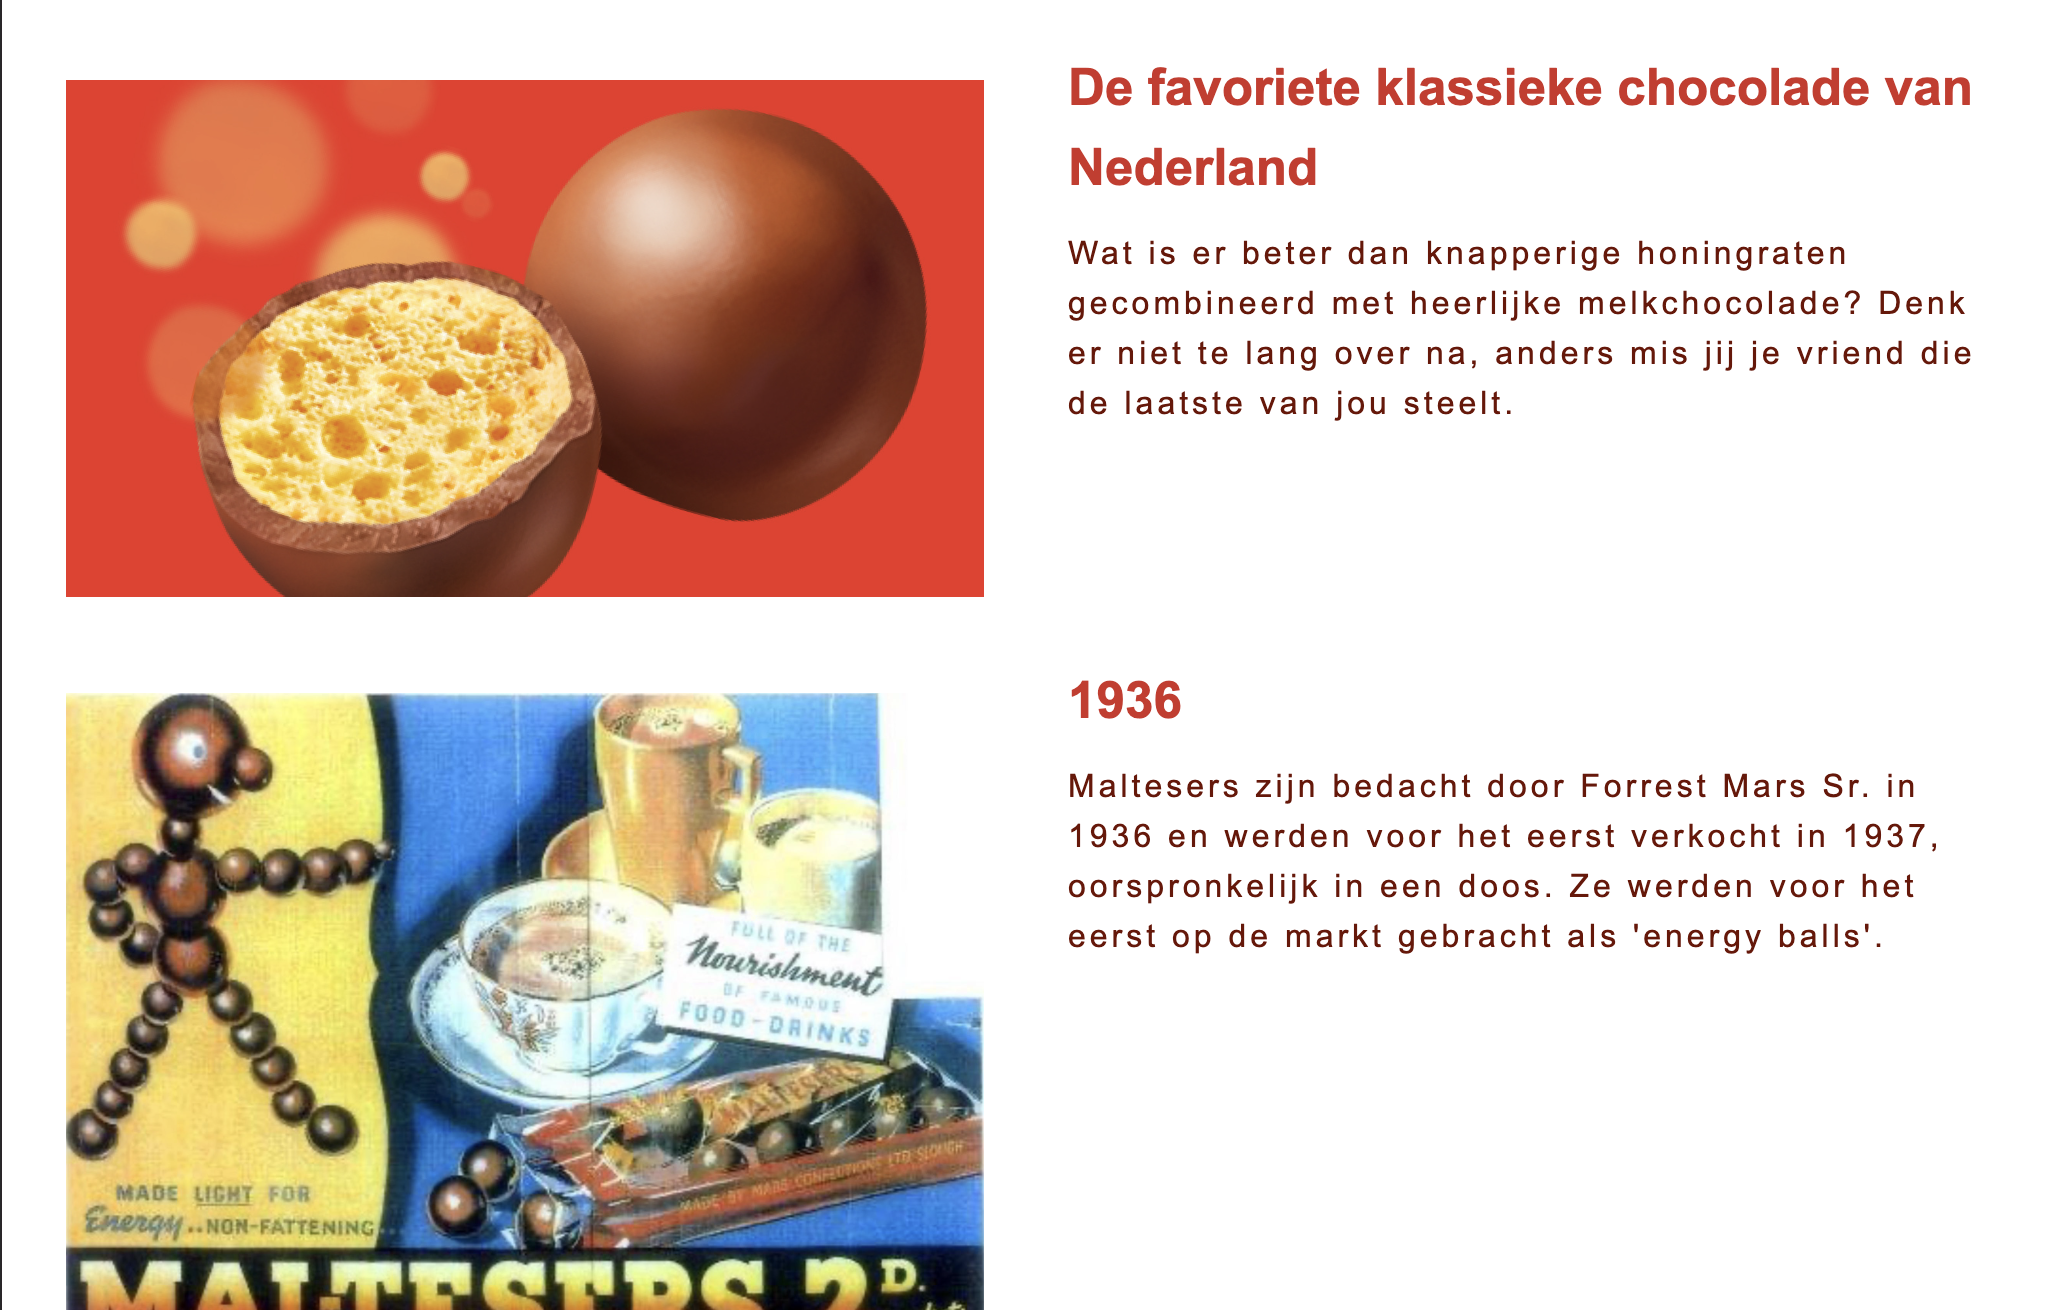 De favoriete klassieke chocolade van
Nederland
Wat is er beter dan knapperige honingraten
gecombineerd met heerlijke melkchocolade? Denk
er niet te lang over na, anders mis jij je vriend die
de laatste van jou steelt.
1936
Maltesers zijn bedacht door Forrest Mars Sr. in
1936 en werden voor het eerst verkocht in 1937,
oorspronkelijk in een doos. Ze werden voor het
eerst op de markt gebracht als 'energy balls'.
FULL OF THE
Nourishment
OF FAMOUS
FOOD-DRINKS
MALTESERS
MADE BY MARS CONFECTIONS LTD SLOUGH
MADE LIGHT FOR
Energy..NON-FATTENING...
MALTESERS 2D.